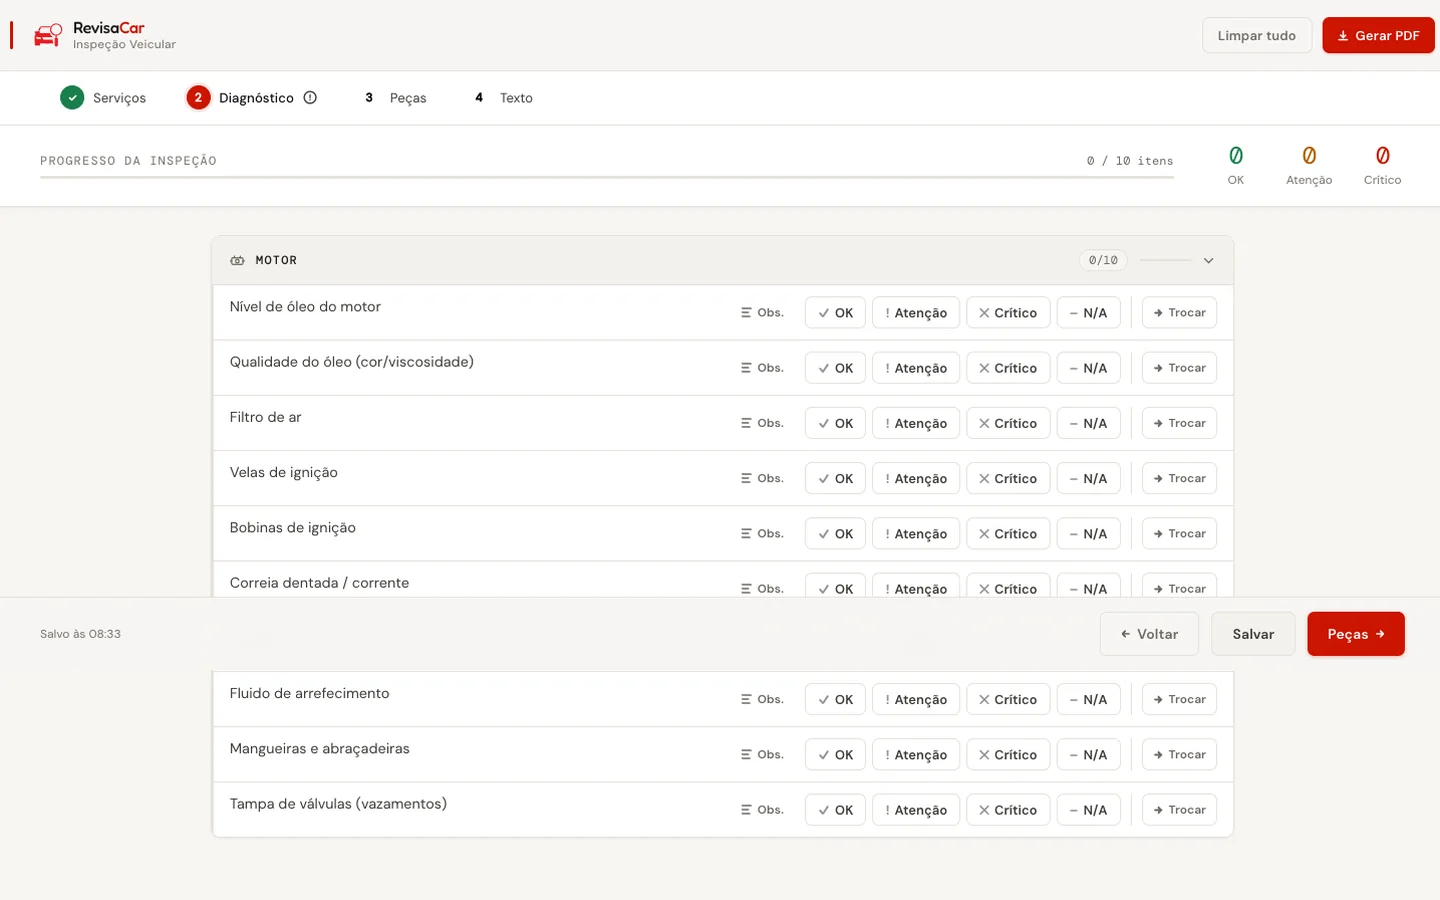 RevisaCar
Inspeção Veicular
Limpar tudo
Gerar PDF
Serviços
2 Diagnóstico
3 Peças
4 Texto
PROGRESSO DA INSPEÇÃO
0 / 10 itens
0 OK
0 Atenção
0 Crítico
MOTOR 0/10
Nível de óleo do motor Obs. OK ! Atenção Crítico – N/A Trocar
Qualidade do óleo (cor/viscosidade) Obs. OK ! Atenção Crítico – N/A Trocar
Filtro de ar Obs. OK ! Atenção Crítico – N/A Trocar
Velas de ignição Obs. OK ! Atenção Crítico – N/A Trocar
Bobinas de ignição Obs. OK ! Atenção Crítico – N/A Trocar
Correia dentada / corrente Obs. OK ! Atenção Crítico – N/A Trocar
Salvo às 08:33
Voltar
Salvar
Peças
Fluido de arrefecimento Obs. OK ! Atenção Crítico – N/A Trocar
Mangueiras e abraçadeiras Obs. OK ! Atenção Crítico – N/A Trocar
Tampa de válvulas (vazamentos) Obs. OK ! Atenção Crítico – N/A Trocar